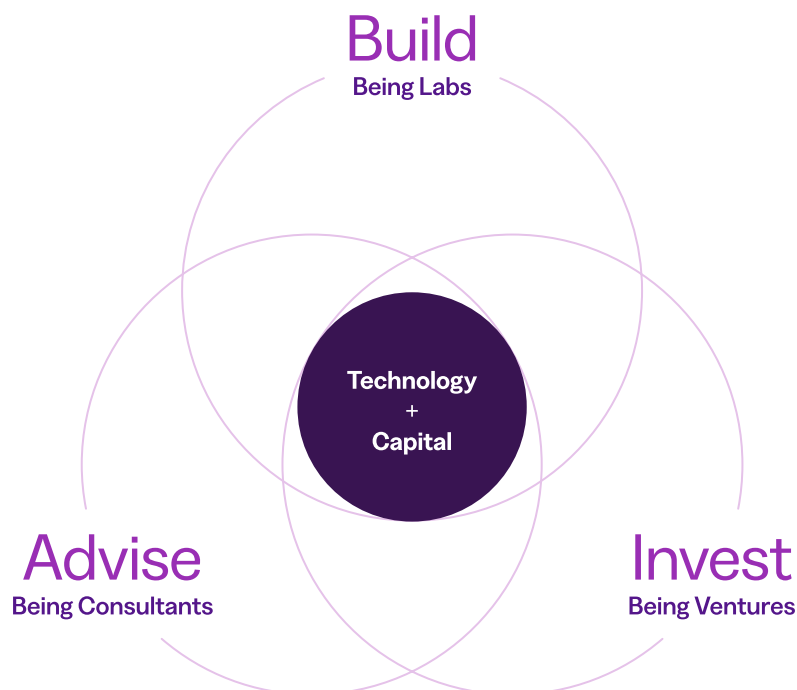 Build
Being Labs
Technology
+
Capital
Advise
Being Consultants
Invest
Being Ventures